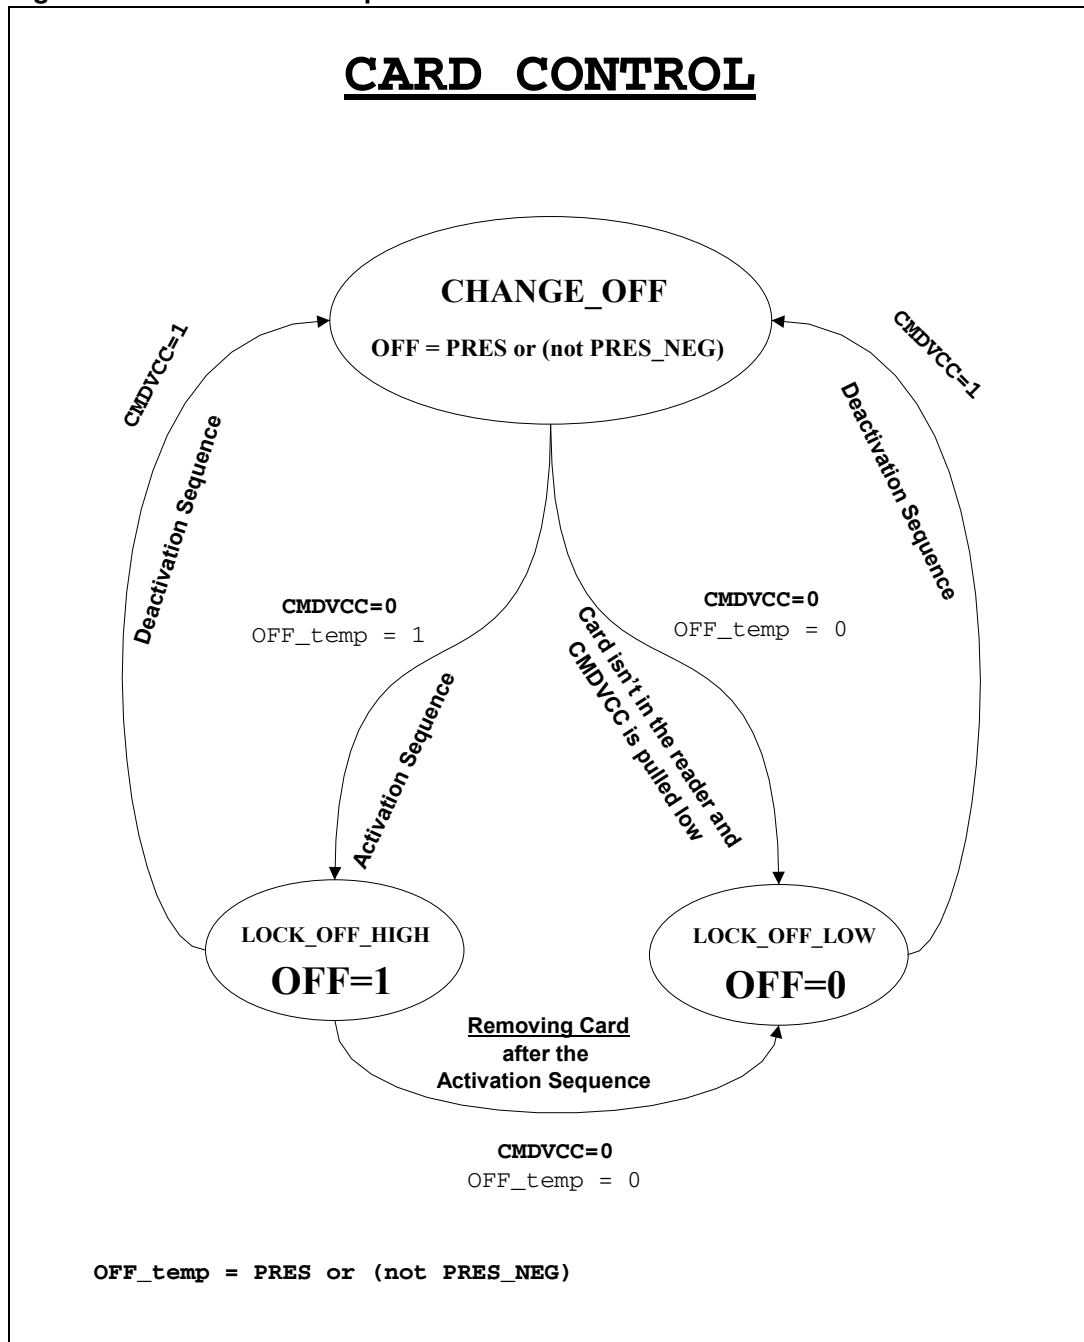 CARD CONTROL
CHANGE_OFF
OFF = PRES or (not PRES_NEG)
CMDVCC=1
Deactivation Sequence
CMDVCC=1
Deactivation Sequence
CMDVCC=0
OFF_temp = 1
Activation Sequence
CMDVCC=0
OFF_temp = 0
Card isn't in the reader and
CMDVCC is pulled low
LOCK_OFF_HIGH
OFF=1
LOCK_OFF_LOW
OFF=0
Removing Card
after the
Activation Sequence
CMDVCC=0
OFF_temp = 0
OFF_temp = PRES or (not PRES_NEG)